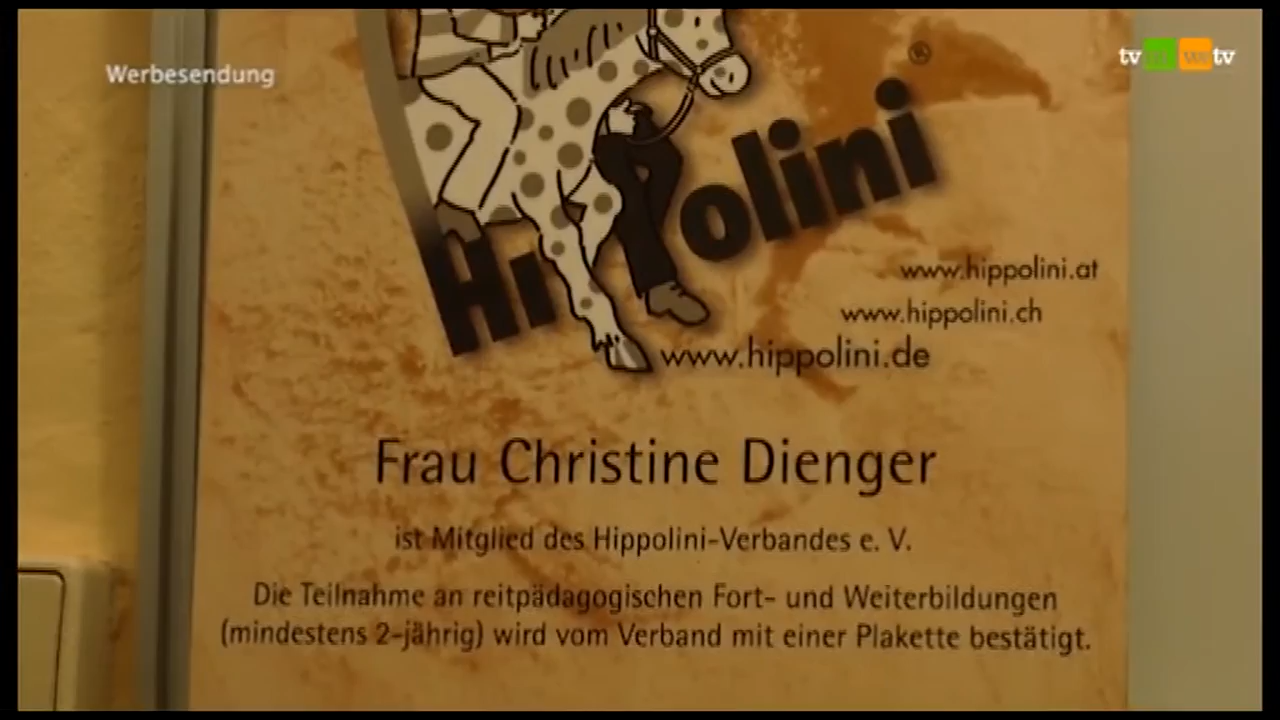 Werbesendung
tv tv
®
Hippolini
www.hippolini.at
www.hippolini.ch
www.hippolini.de
Frau Christine Dienger
ist Mitglied des Hippolini-Verbandes e. V.
Die Teilnahme an reitpädagogischen Fort- und Weiterbildungen
(mindestens 2-jährig) wird vom Verband mit einer Plakette bestätigt.